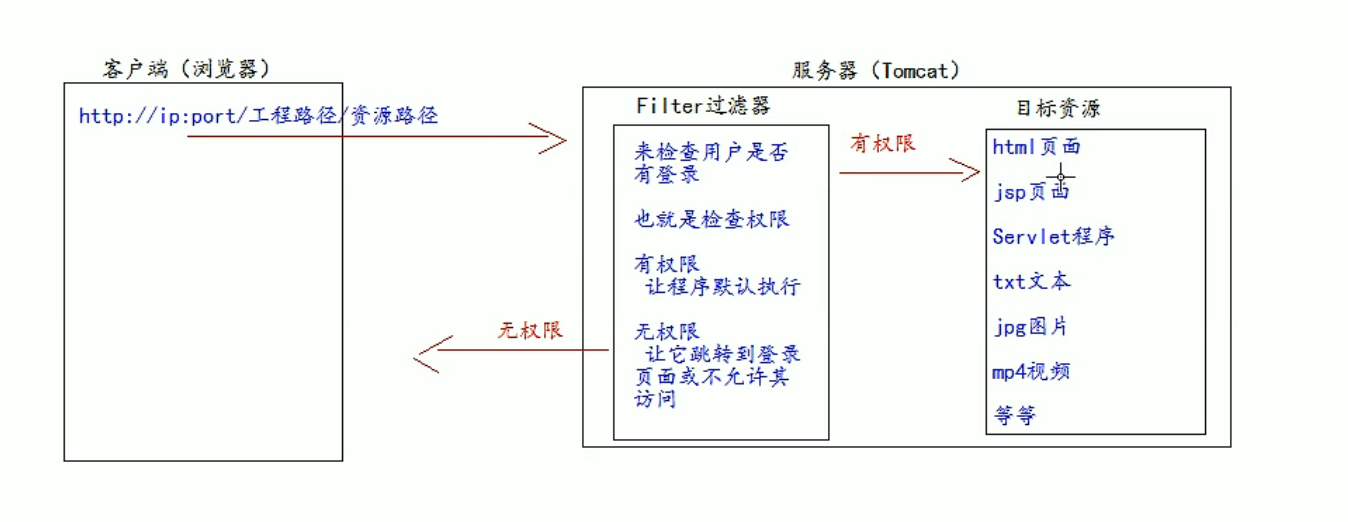 客户端（浏览器）
http://ip:port/工程路径/资源路径
服务器（Tomcat）
Filter过滤器
来检查用户是否
有登录
也就是检查权限
有权限
让程序默认执行
无权限
让它跳转到登录
页面或不允许其
访问
有权限
无权限
目标资源
html页面
jsp页面
Servlet程序
txt文本
jpg图片
mp4视频
等等